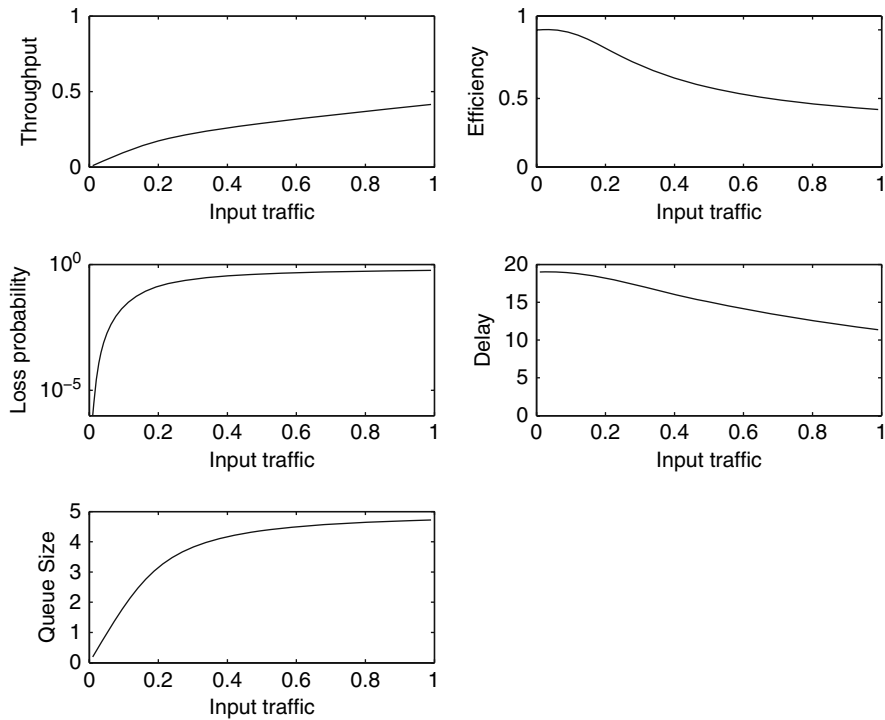 Throughput
1
0.5
0
0 0.2 0.4 0.6 0.8 1
Input traffic
Efficiency
1
0.5
0
0 0.2 0.4 0.6 0.8 1
Input traffic
Loss probability
10^0
10^−5
0 0.2 0.4 0.6 0.8 1
Input traffic
Delay
20
15
10
5
0
0 0.2 0.4 0.6 0.8 1
Input traffic
Queue Size
5
4
3
2
1
0
0 0.2 0.4 0.6 0.8 1
Input traffic